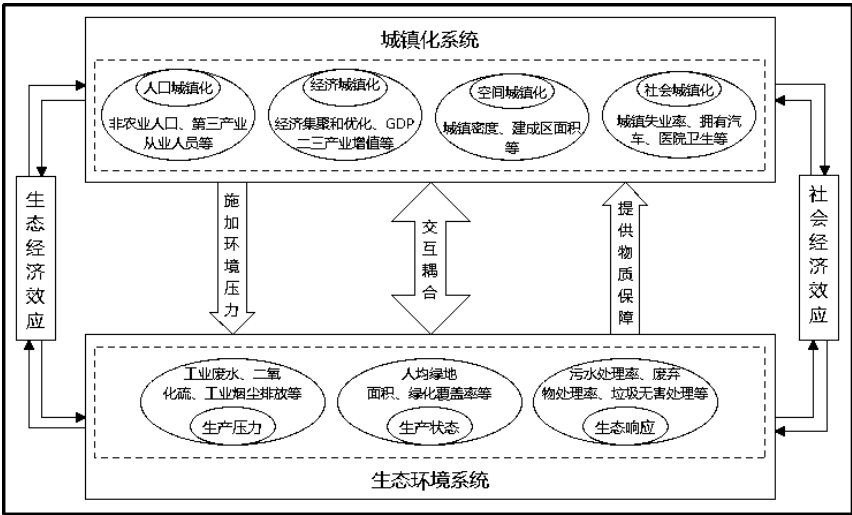 城镇化系统
人口城镇化
非农业人口、第三产业
从业人员等
经济城镇化
经济集聚和优化、GDP
二三产业增值等
空间城镇化
城镇密度、建成区面积
等
社会城镇化
城镇失业率、拥有汽
车、医院卫生等
生态经济效应
施加环境压力
交互耦合
提供物质保障
社会经济效应
工业废水、二氧
化硫、工业烟尘排放等
生产压力
人均绿地
面积、绿化覆盖率等
生产状态
污水处理率、废弃
物处理率、垃圾无害处理等
生态响应
生态环境系统